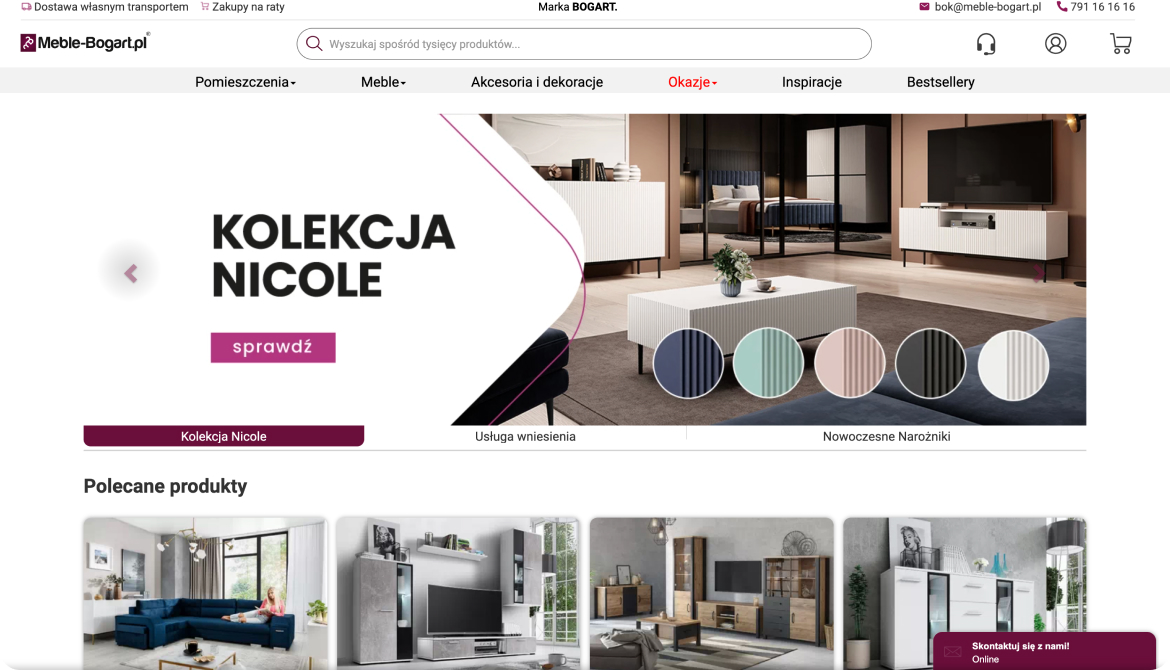 Dostawa własnym transportem
Zakupy na raty
Marka BOGART.
bok@meble-bogart.pl
791 16 16 16
Meble-Bogart.pl®
Wyszukaj spośród tysięcy produktów...
Pomieszczenia
Meble
Akcesoria i dekoracje
Okazje
Inspiracje
Bestsellery
KOLEKCJA
NICOLE
sprawdź
Kolekcja Nicole
Usługa wniesienia
Nowoczesne Narożniki
Polecane produkty
Skontaktuj się z nami!
Online